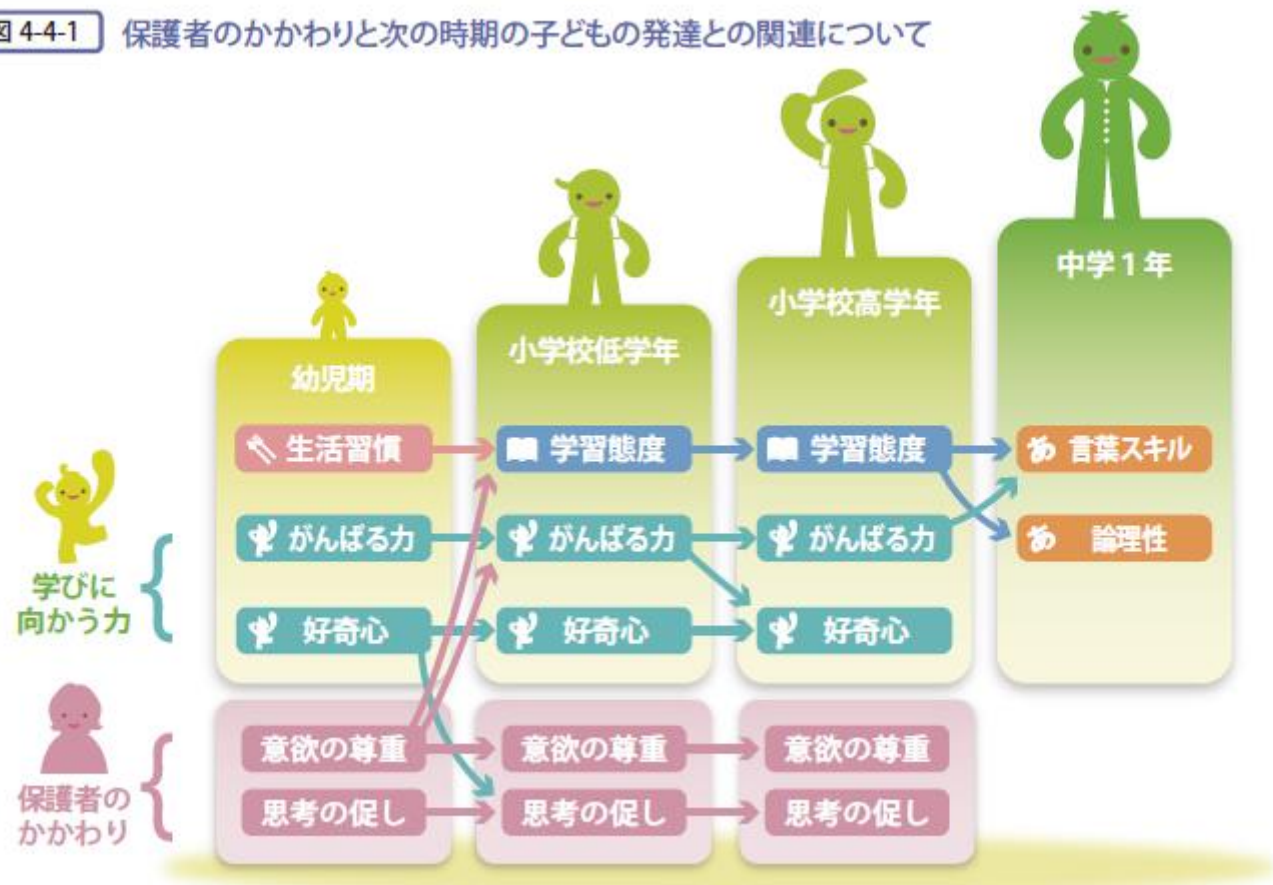 図 4-4-1 保護者のかかわりと次の時期の子どもの発達との関連について
幼児期
小学校低学年
小学校高学年
中学1年
生活習慣
学習態度
学習態度
言葉スキル
がんばる力
がんばる力
がんばる力
論理性
好奇心
好奇心
好奇心
学びに
向かう力
意欲の尊重
意欲の尊重
意欲の尊重
思考の促し
思考の促し
思考の促し
保護者の
かかわり